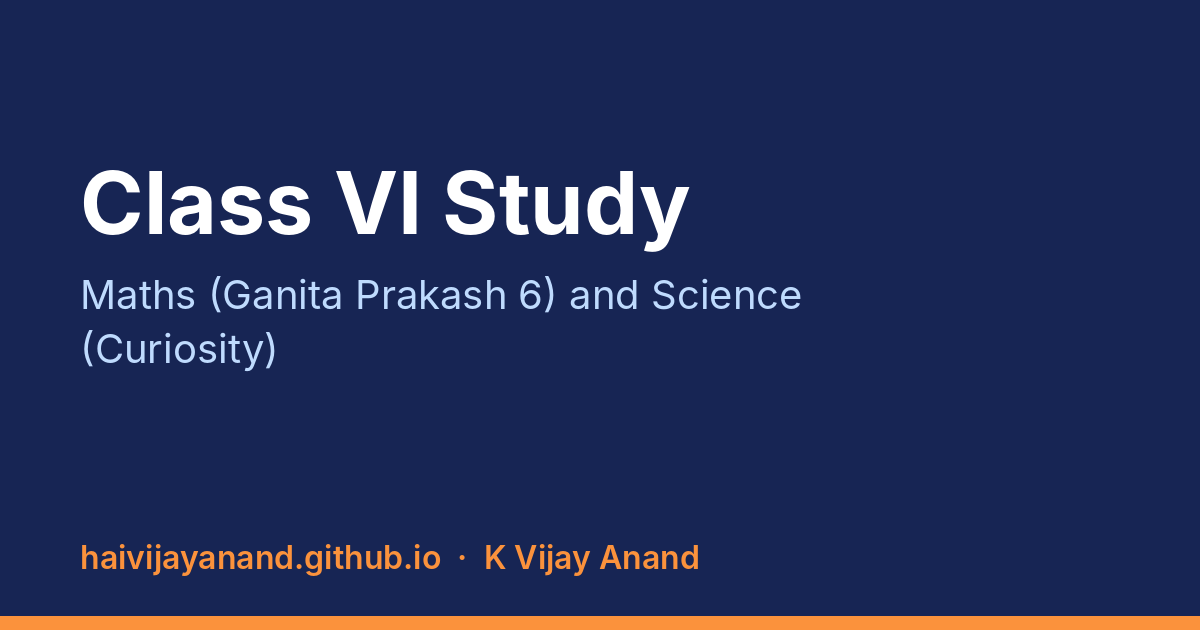 Class VI Study
Maths (Ganita Prakash 6) and Science
(Curiosity)
haivijayanand.github.io · K Vijay Anand